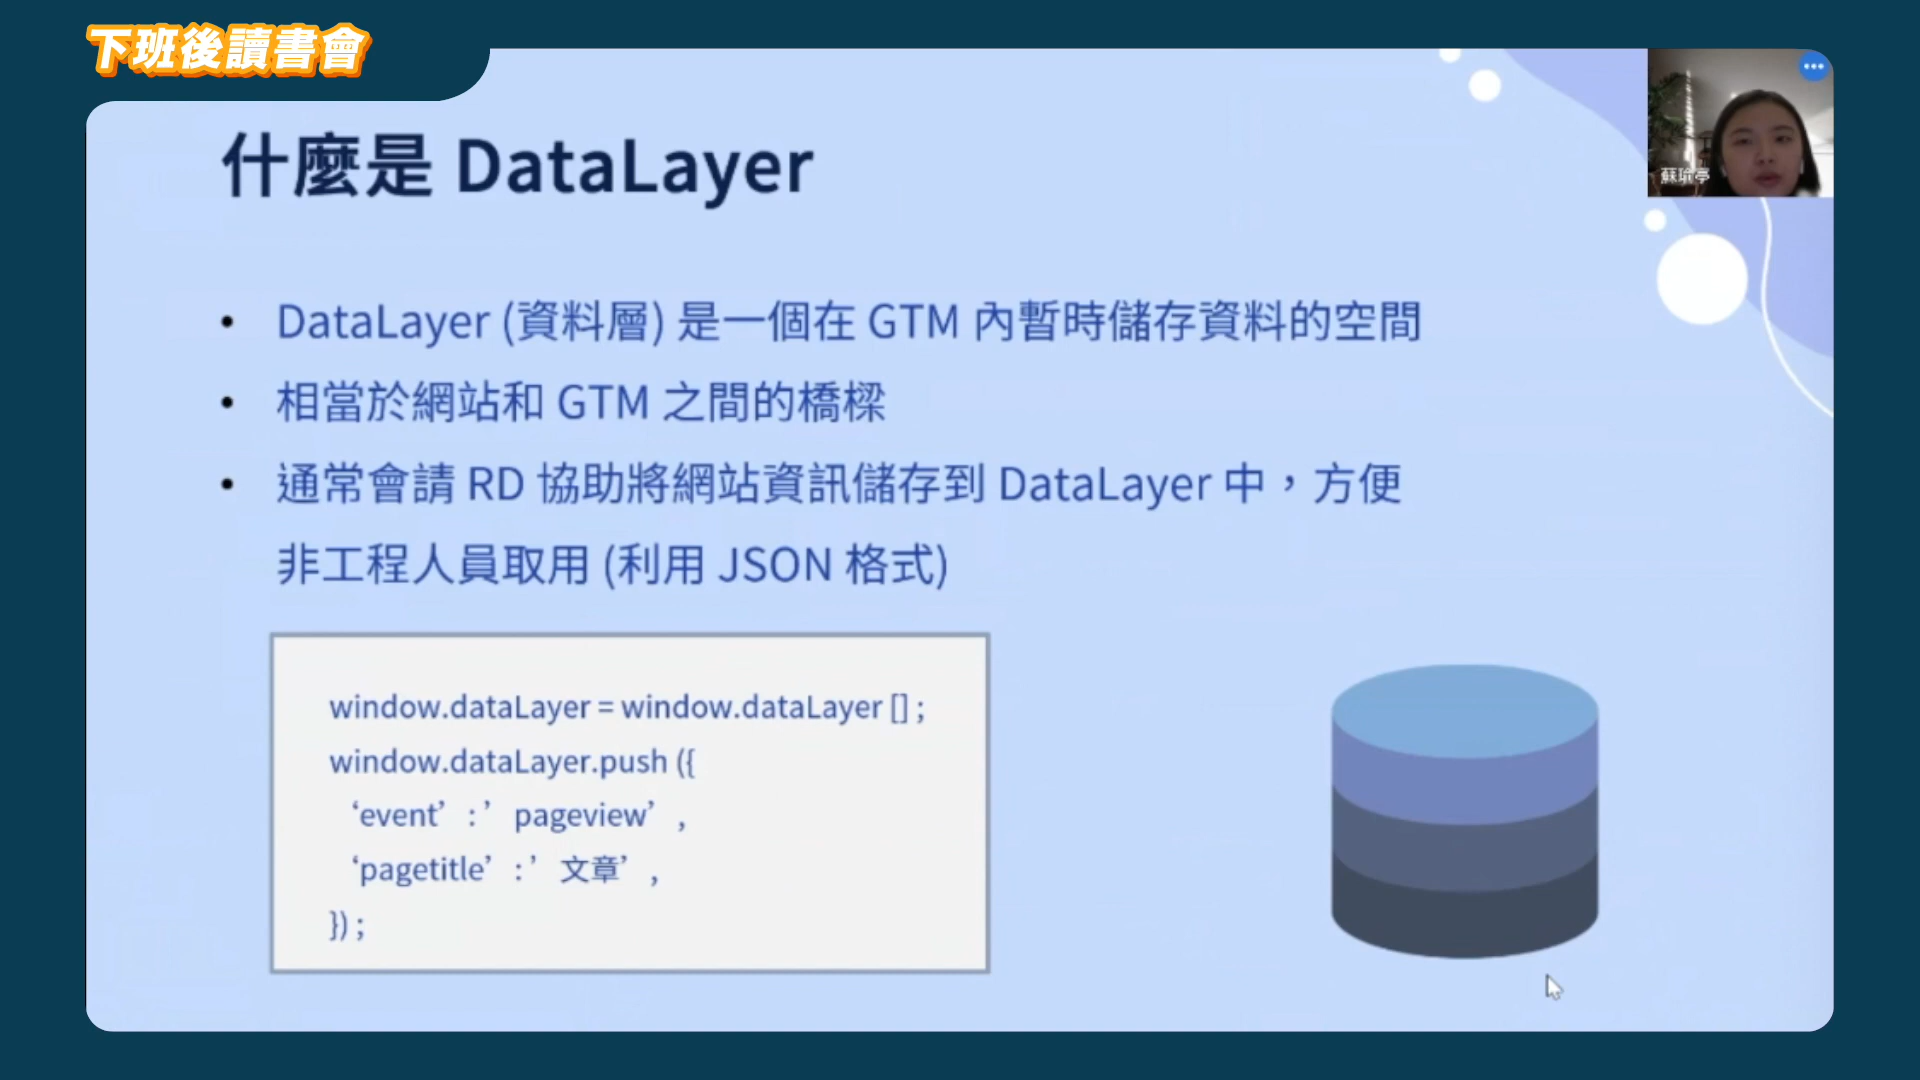 下班後讀書會
什麼是 DataLayer
蘇瑜亭
• DataLayer (資料層) 是一個在 GTM 內暫時儲存資料的空間
• 相當於網站和 GTM 之間的橋樑
• 通常會請 RD 協助將網站資訊儲存到 DataLayer 中，方便
非工程人員取用 (利用 JSON 格式)
window.dataLayer = window.dataLayer [] ;
window.dataLayer.push ({
‘event’ : ’ pageview’ ,
‘pagetitle’ : ’ 文章’ ,
}) ;